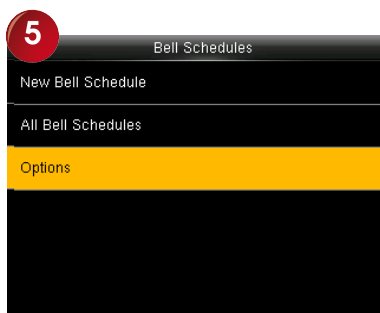 5
Bell Schedules
New Bell Schedule
All Bell Schedules
Options